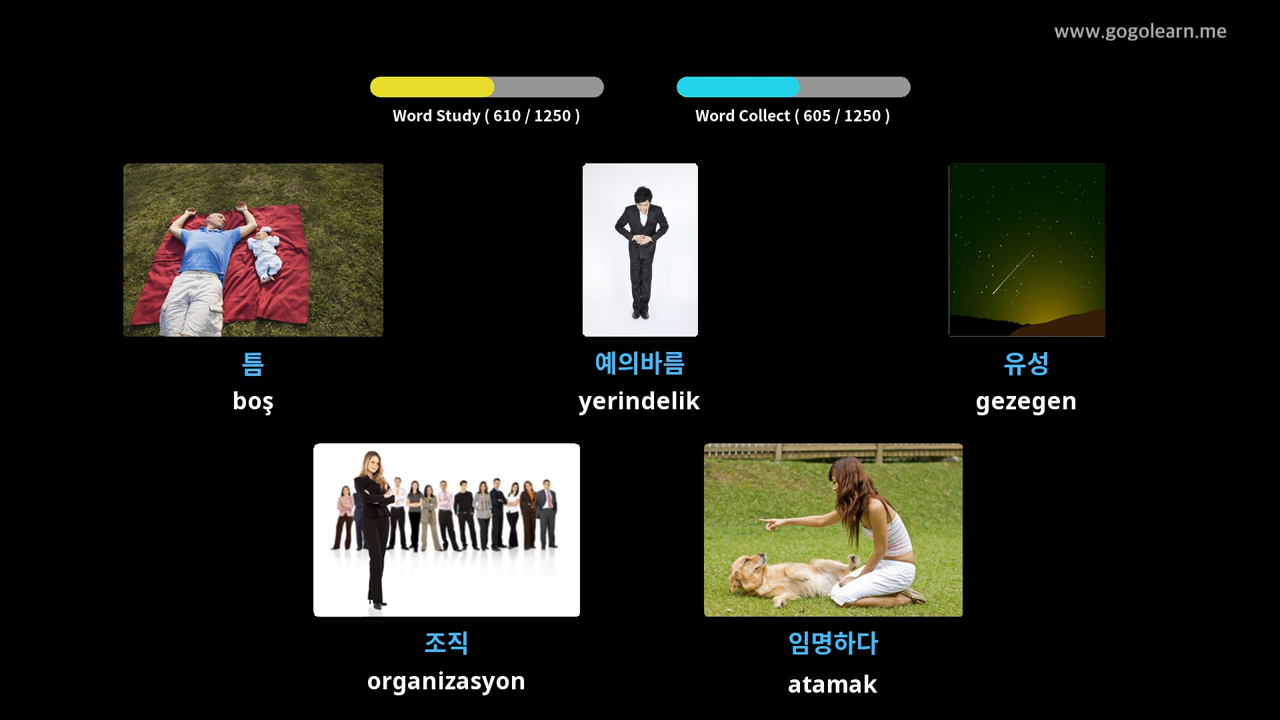 www.gogolearn.me
Word Study ( 610 / 1250 )
Word Collect ( 605 / 1250 )
틈
boş
예의바름
yerindelik
유성
gezegen
조직
organizasyon
임명하다
atamak